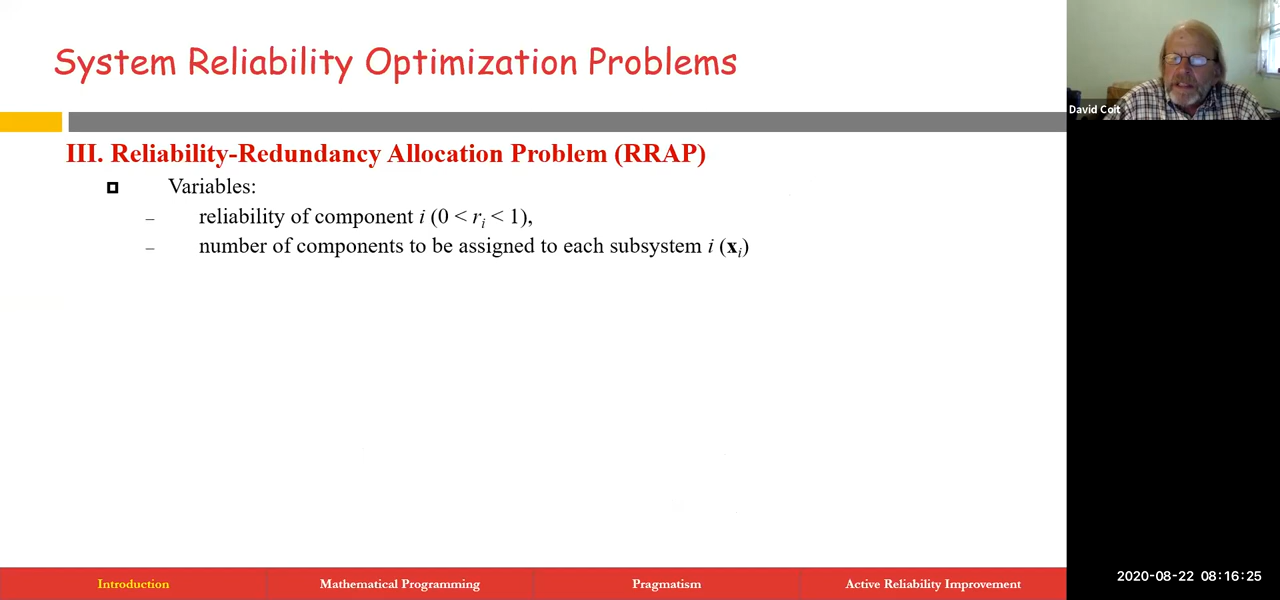 System Reliability Optimization Problems
David Coit
III. Reliability-Redundancy Allocation Problem (RRAP)
Variables:
– reliability of component i (0 < rᵢ < 1),
– number of components to be assigned to each subsystem i (xᵢ)
Introduction
Mathematical Programming
Pragmatism
Active Reliability Improvement
2020-08-22 08:16:25